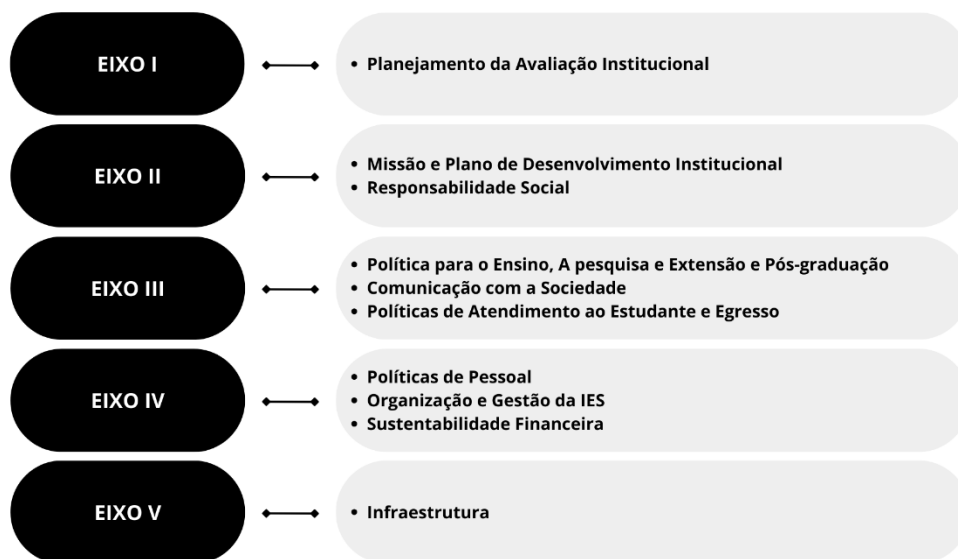 EIXO I
• Planejamento da Avaliação Institucional
EIXO II
• Missão e Plano de Desenvolvimento Institucional
• Responsabilidade Social
EIXO III
• Política para o Ensino, A pesquisa e Extensão e Pós-graduação
• Comunicação com a Sociedade
• Políticas de Atendimento ao Estudante e Egresso
EIXO IV
• Políticas de Pessoal
• Organização e Gestão da IES
• Sustentabilidade Financeira
EIXO V
• Infraestrutura